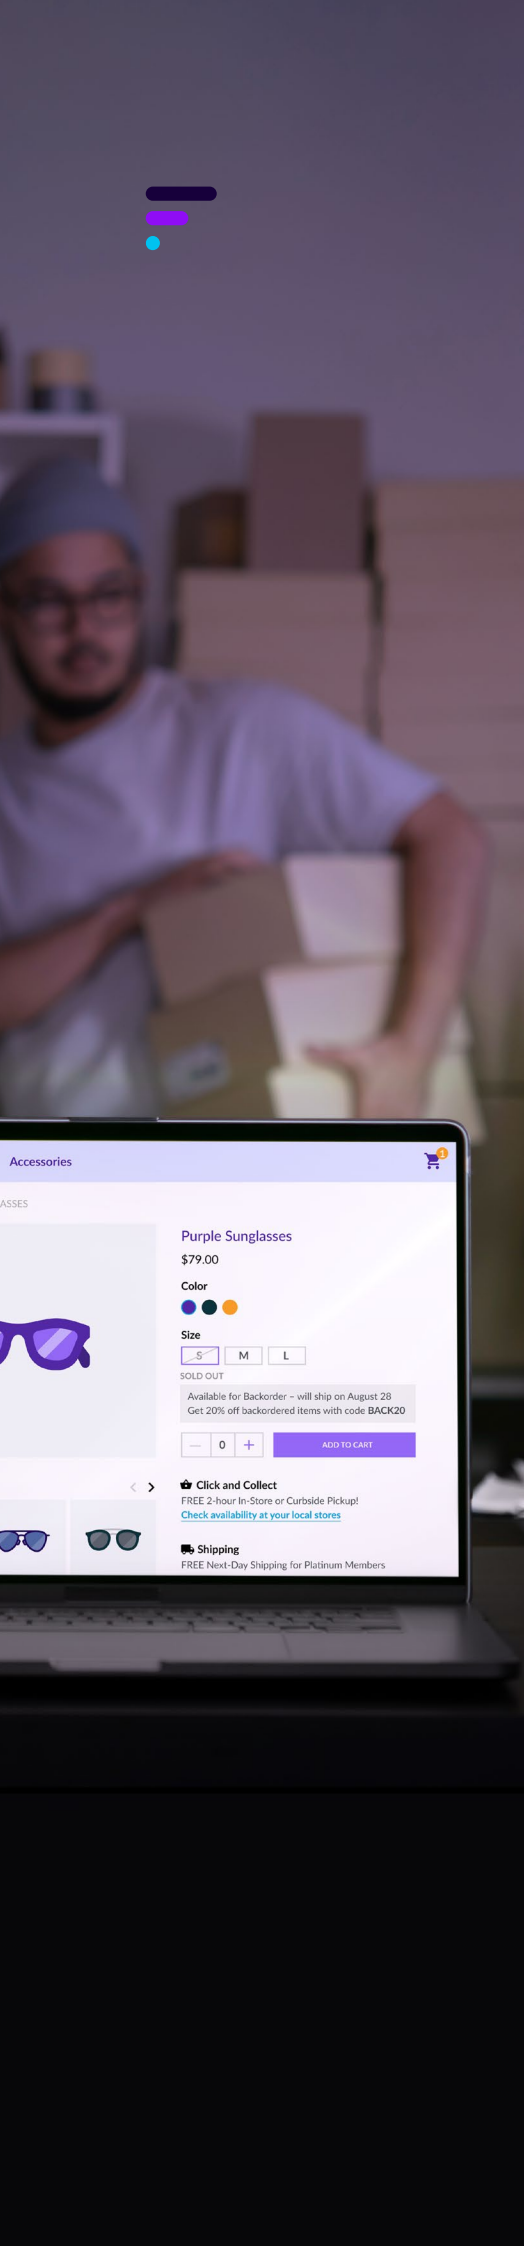 Accessories
ASSES
1
Purple Sunglasses
$79.00
Color
Size
S M L
SOLD OUT
Available for Backorder – will ship on August 28
Get 20% off backordered items with code BACK20
— 0 +
ADD TO CART
Click and Collect
FREE 2-hour In-Store or Curbside Pickup!
Check availability at your local stores
Shipping
FREE Next-Day Shipping for Platinum Members